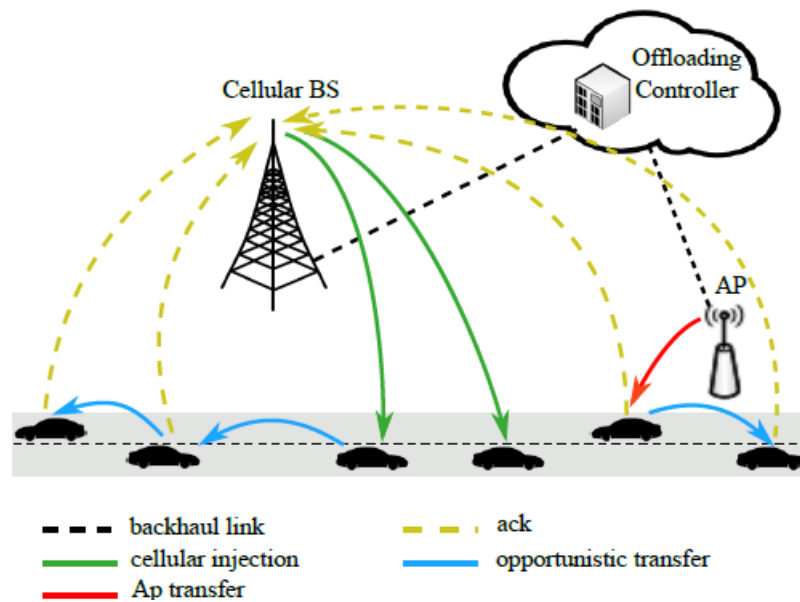 Offloading
Controller
Cellular BS
AP
backhaul link
ack
cellular injection
opportunistic transfer
Ap transfer